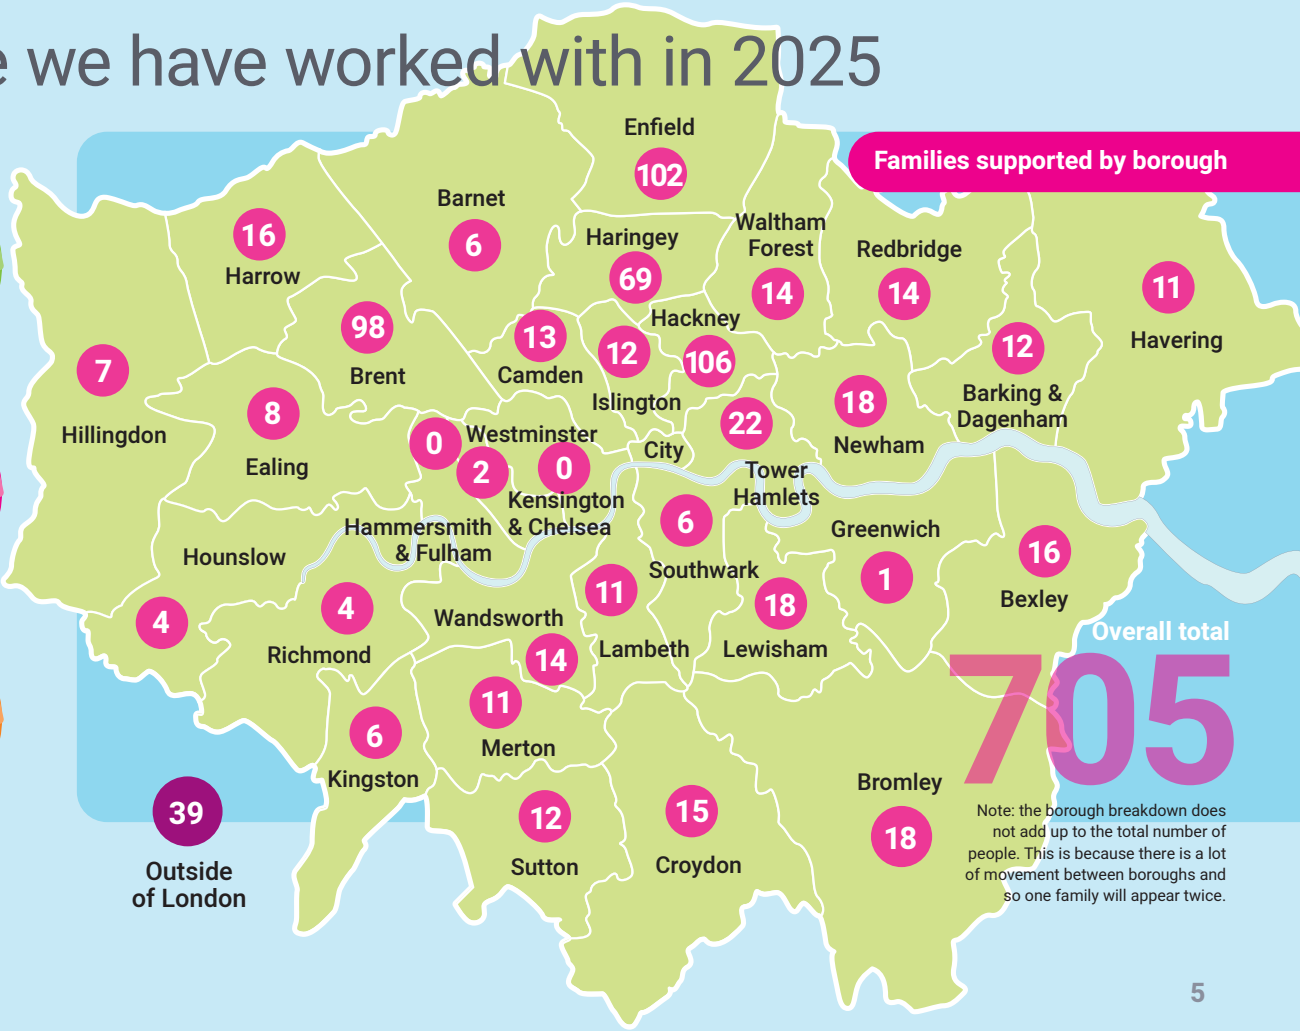 e we have worked with in 2025
Families supported by borough
Enfield
102
Barnet
6
Haringey
69
Waltham
Forest
14
Redbridge
14
11
Havering
16
Harrow
98
Brent
13
Camden
12
Islington
Hackney
106
12
Barking &
Dagenham
7
Hillingdon
8
Ealing
0
Westminster
2
0
Kensington
& Chelsea
City
22
Tower
Hamlets
18
Newham
Hammersmith
& Fulham
Hounslow
4
4
Richmond
6
Southwark
Greenwich
1
16
Bexley
11
Lambeth
18
Lewisham
Wandsworth
14
11
Merton
6
Kingston
12
Sutton
15
Croydon
Bromley
18
39
Outside
of London
Overall total
705
Note: the borough breakdown does
not add up to the total number of
people. This is because there is a lot
of movement between boroughs and
so one family will appear twice.
5